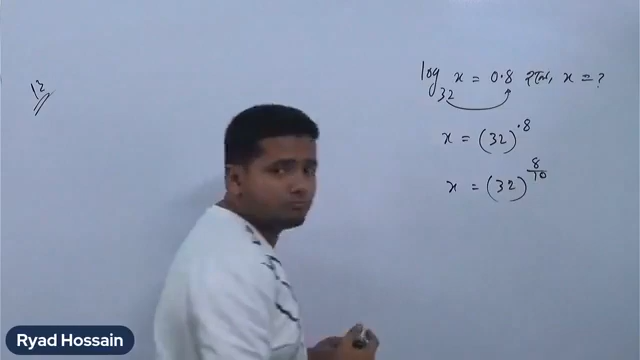 12
log₃₂ x = 0.8 হলে, x = ?
x = (32)^.8
x = (32)^8/10
Ryad Hossain